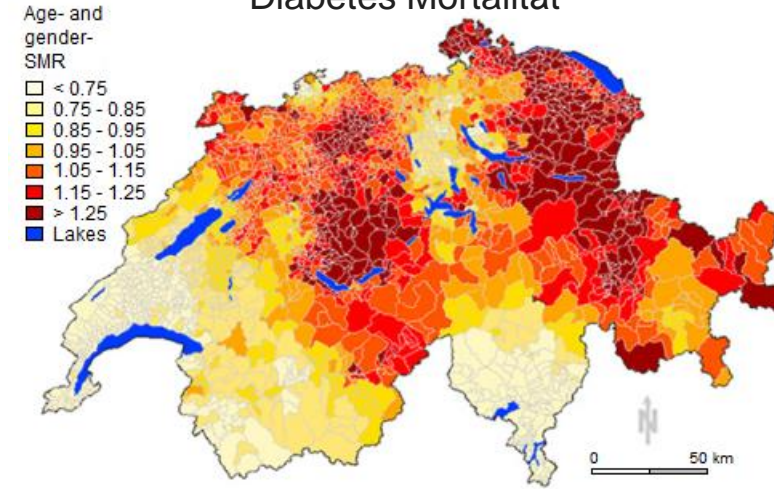 Diabetes Mortalität
Age- and
gender-
SMR
< 0.75
0.75 - 0.85
0.85 - 0.95
0.95 - 1.05
1.05 - 1.15
1.15 - 1.25
> 1.25
Lakes
N
0 50 km